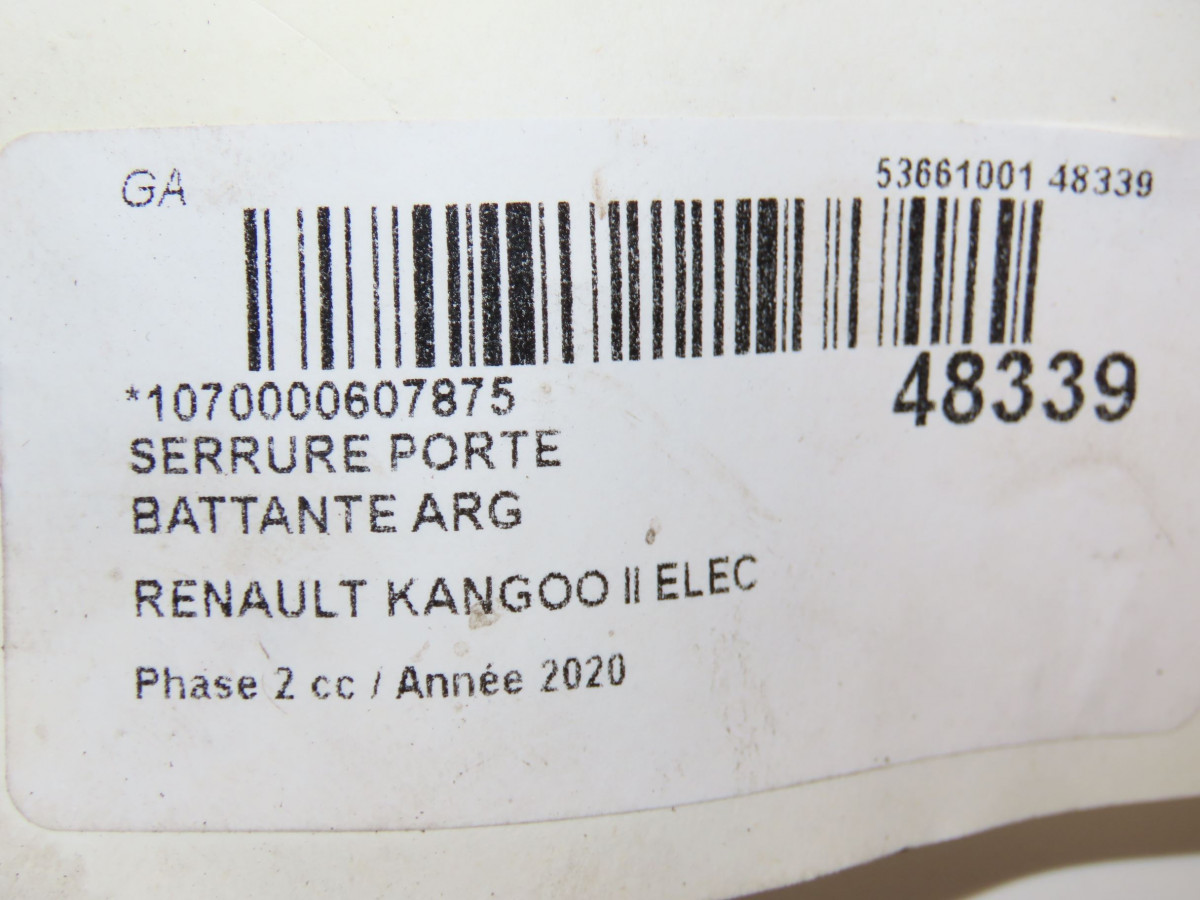 GA
53661001 48339
*1070000607875
48339
SERRURE PORTE
BATTANTE ARG
RENAULT KANGOO II ELEC
Phase 2 cc / Année 2020